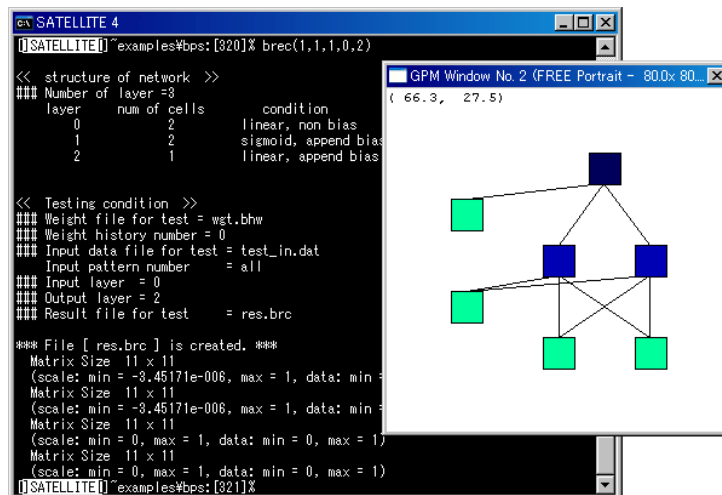 SATELLITE 4
[]SATELLITE[]~examples¥bps:[320]% brec(1,1,1,0,2)
<<  structure of network  >>
### Number of layer =3
layer num of cells condition
0 2 linear, non bias
1 2 sigmoid, append bias
2 1 linear, append bias
<<  Testing condition  >>
### Weight file for test = wgt.bhw
### Weight history number = 0
### Input data file for test = test_in.dat
Input pattern number = all
### Input layer = 0
### Output layer = 2
### Result file for test = res.brc
*** File [ res.brc ] is created. ***
Matrix Size 11 x 11
(scale: min = -3.45171e-006, max = 1, data: min =
Matrix Size 11 x 11
(scale: min = -3.45171e-006, max = 1, data: min =
Matrix Size 11 x 11
(scale: min = 0, max = 1, data: min = 0, max = 1)
Matrix Size 11 x 11
(scale: min = 0, max = 1, data: min = 0, max = 1)
[]SATELLITE[]~examples¥bps:[321]%
GPM Window No. 2 (FREE Portrait - 80.0x 80....
( 66.3, 27.5)